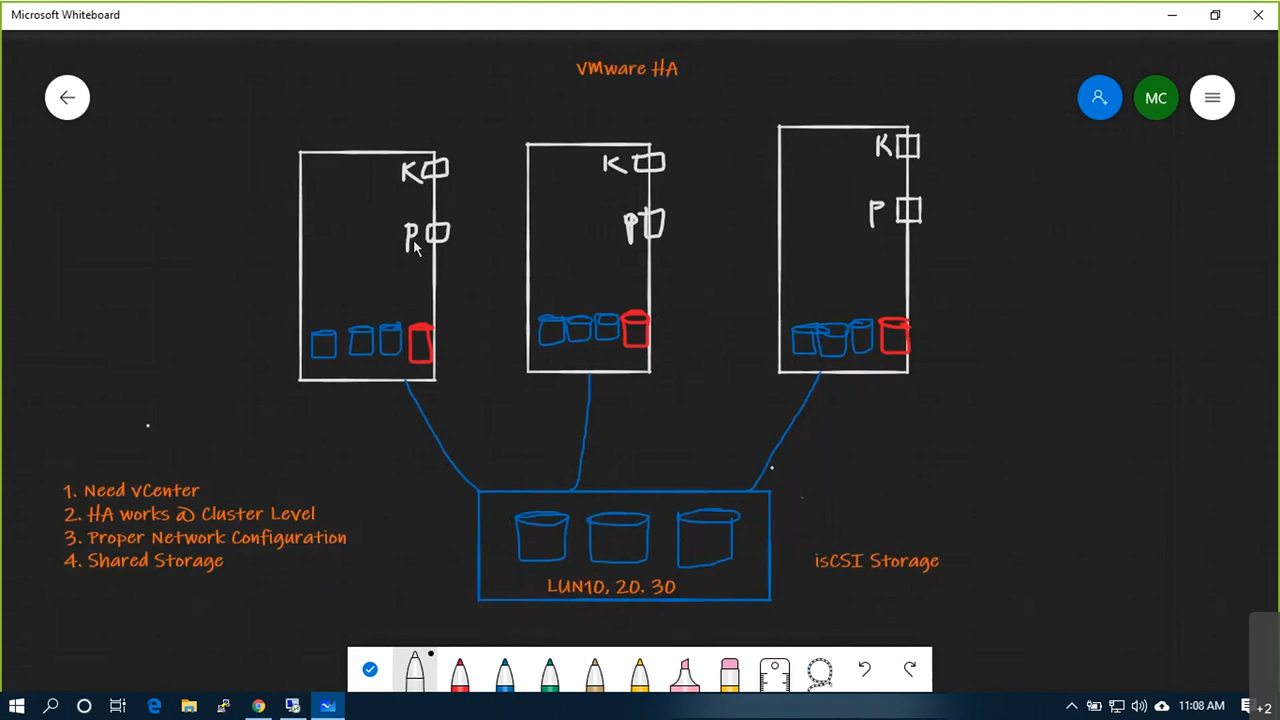 Microsoft Whiteboard
VMware HA
MC
K
K
K
P
P
P
1. Need VCenter
2. HA works @ Cluster Level
3. Proper Network Configuration
4. Shared Storage
isCSI Storage
LUN10, 20. 30
11:08 AM
+2